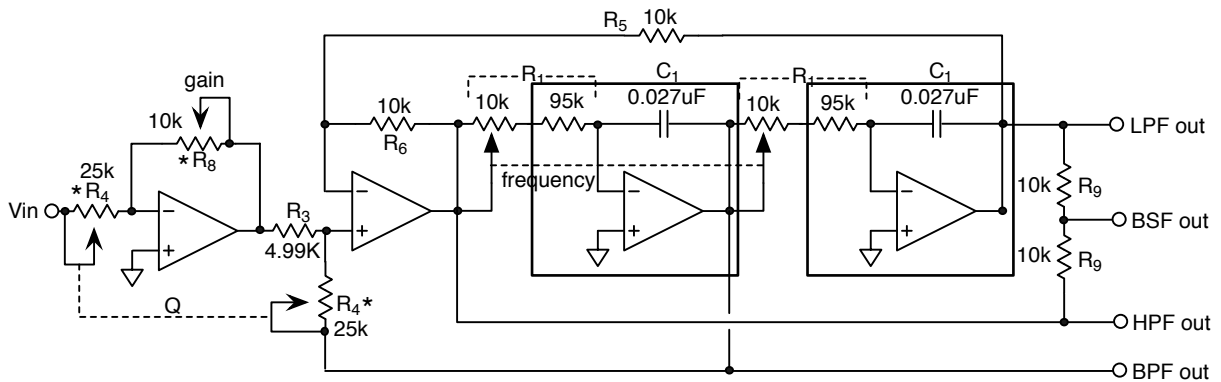 R5 10k
gain
10k
*R8
25k
*R4
Vin
−
+
R3
4.99K
Q
R4*
25k
10k
R6
−
+
R1
10k
95k
C1
0.027uF
−
+
frequency
R1
10k
95k
C1
0.027uF
−
+
LPF out
10k R9
BSF out
10k R9
HPF out
BPF out